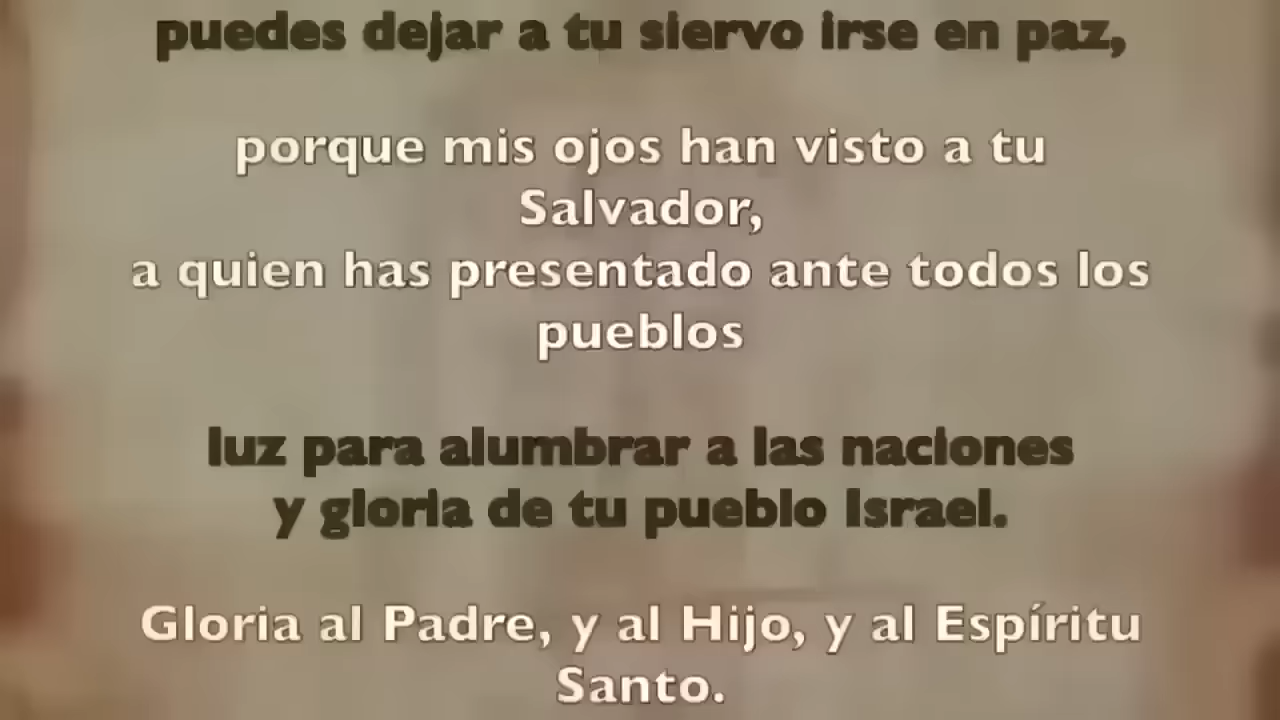 puedes dejar a tu siervo irse en paz,
porque mis ojos han visto a tu
Salvador,
a quien has presentado ante todos los
pueblos
luz para alumbrar a las naciones
y gloria de tu pueblo Israel.
Gloria al Padre, y al Hijo, y al Espíritu
Santo.